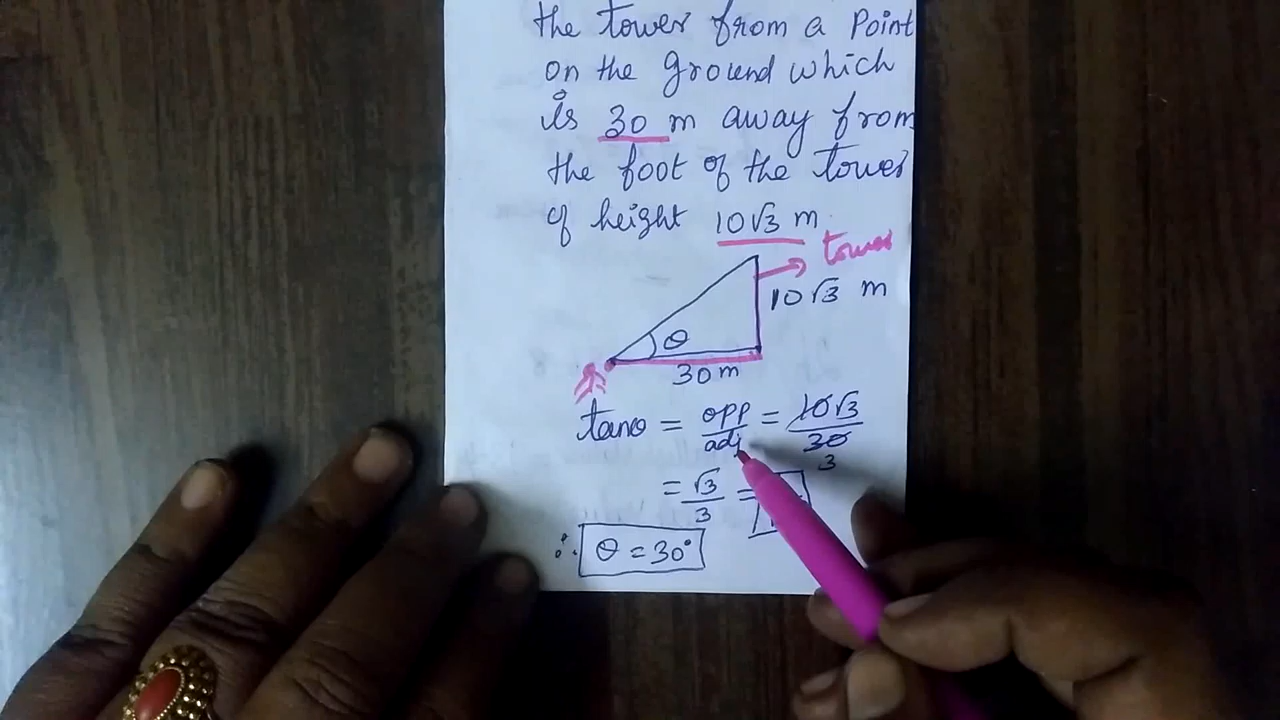 the tower from a point
on the ground which
is 30 m away from
the foot of the tower
of height 10√3 m.
tower
10√3 m
θ
30 m
tanθ = opp/adj = 10√3/30
3
= √3/3 =
∴ θ = 30°